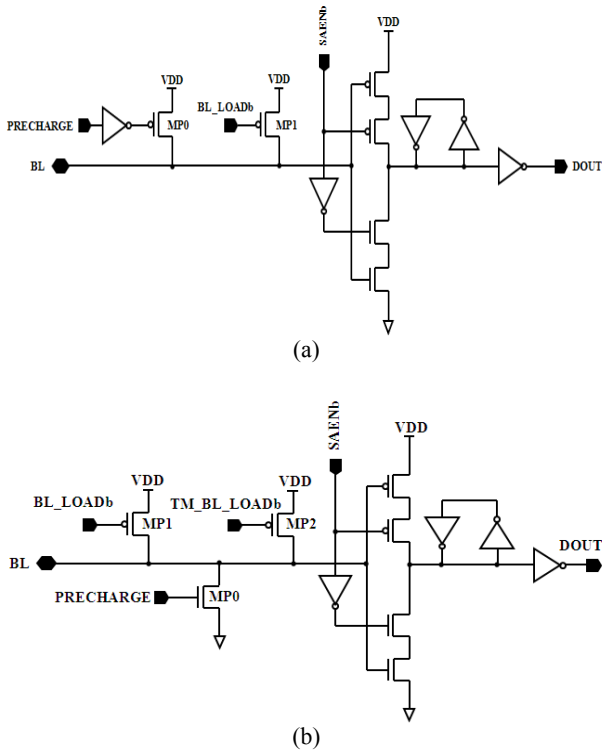 SAENb
VDD
VDD
VDD
BL_LOADb
PRECHARGE
MP0
MP1
BL
DOUT
(a)
SAENb
VDD
VDD
VDD
BL_LOADb
TM_BL_LOADb
MP1
MP2
DOUT
BL
PRECHARGE
MP0
(b)